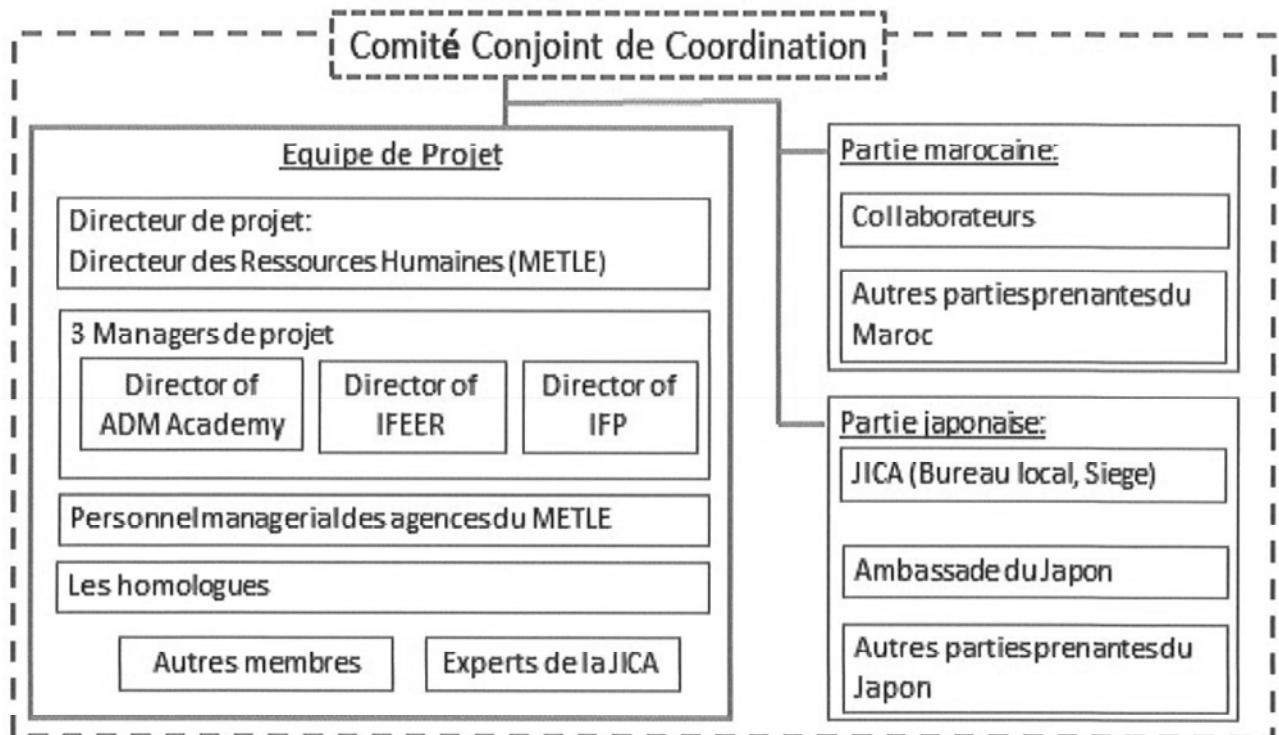 Comité Conjoint de Coordination
Equipe de Projet
Directeur de projet:
Directeur des Ressources Humaines (METLE)
3 Managers de projet
Director of
ADM Academy
Director of
IFEER
Director of
IFP
Personnel managerial des agences du METLE
Les homologues
Autres membres
Experts de la JICA
Partie marocaine:
Collaborateurs
Autres parties prenantes du
Maroc
Partie japonaise:
JICA (Bureau local, Siege)
Ambassade du Japon
Autres parties prenantes du
Japon